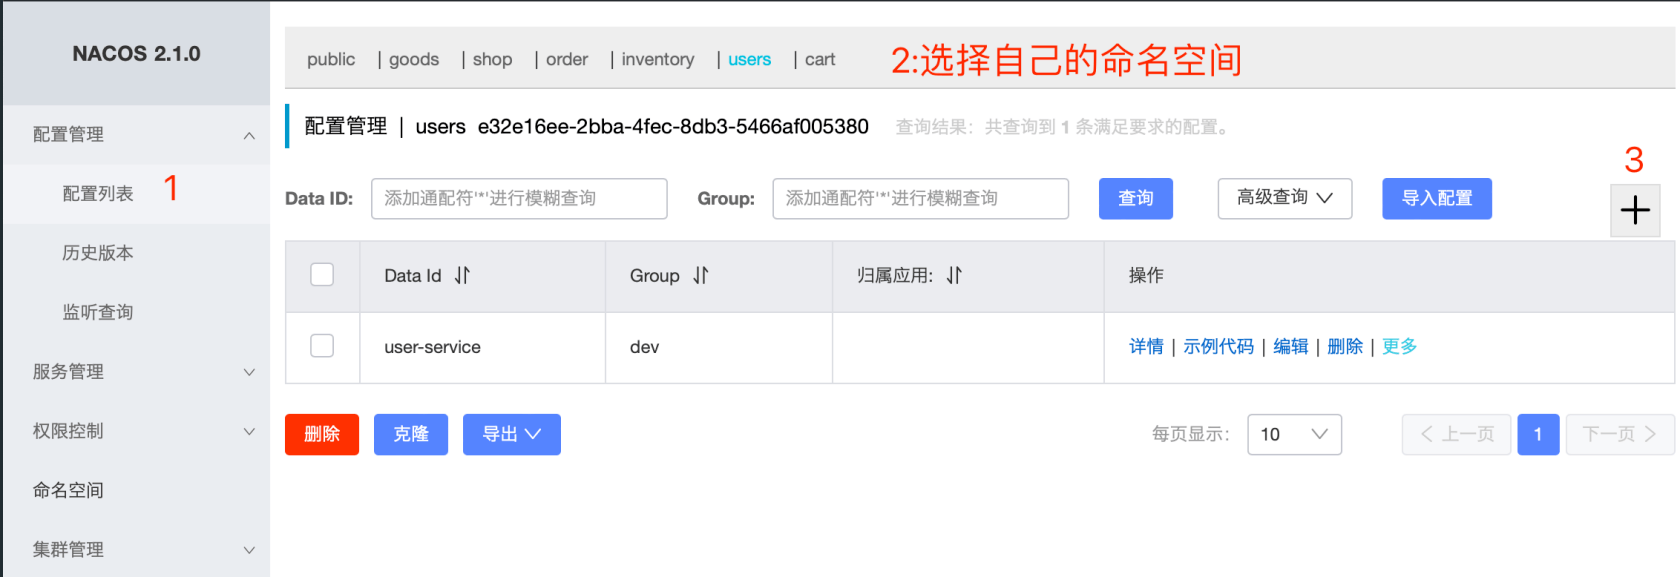 NACOS 2.1.0
配置管理
配置列表 1
历史版本
监听查询
服务管理
权限控制
命名空间
集群管理
public | goods | shop | order | inventory | users | cart
2:选择自己的命名空间
配置管理 | users e32e16ee-2bba-4fec-8db3-5466af005380 查询结果：共查询到 1 条满足要求的配置。
3
Data ID: 添加通配符'*'进行模糊查询 Group: 添加通配符'*'进行模糊查询 查询 高级查询 导入配置 +
Data Id Group 归属应用: 操作
user-service dev 详情 | 示例代码 | 编辑 | 删除 | 更多
删除 克隆 导出 每页显示: 10 < 上一页 1 下一页 >